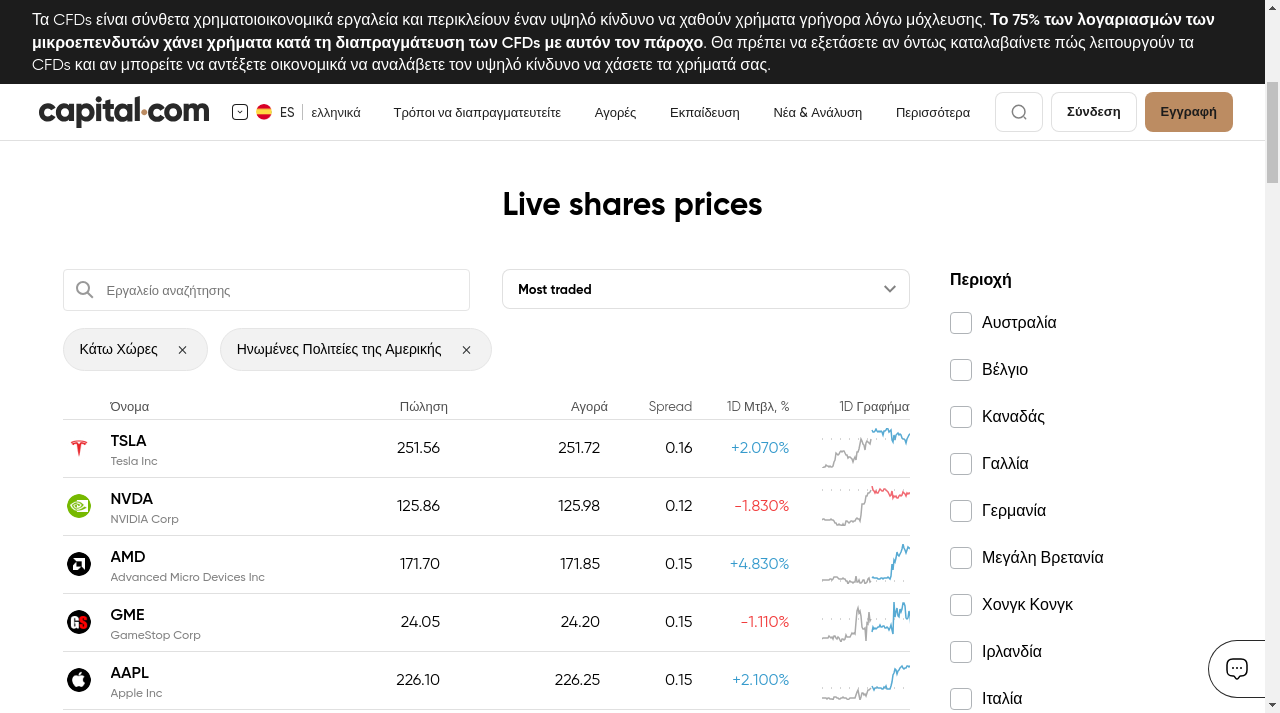 Τα CFDs είναι σύνθετα χρηματοιοικονομικά εργαλεία και περικλείουν έναν υψηλό κίνδυνο να χαθούν χρήματα γρήγορα λόγω μόχλευσης. Το 75% των λογαριασμών των
μικροεπενδυτών χάνει χρήματα κατά τη διαπραγμάτευση των CFDs με αυτόν τον πάροχο. Θα πρέπει να εξετάσετε αν όντως καταλαβαίνετε πώς λειτουργούν τα
CFDs και αν μπορείτε να αντέξετε οικονομικά να αναλάβετε τον υψηλό κίνδυνο να χάσετε τα χρήματά σας.
capital.com ES ελληνικά Τρόποι να διαπραγματευτείτε Αγορές Εκπαίδευση Νέα & Ανάλυση Περισσότερα Σύνδεση Εγγραφή
Live shares prices
Εργαλείο αναζήτησης Most traded
Κάτω Χώρες Ηνωμένες Πολιτείες της Αμερικής
Όνομα Πώληση Αγορά Spread 1D Μτβλ, % 1D Γράφημα
TSLA 251.56 251.72 0.16 +2.070%
Tesla Inc
NVDA 125.86 125.98 0.12 -1.830%
NVIDIA Corp
AMD 171.70 171.85 0.15 +4.830%
Advanced Micro Devices Inc
GME 24.05 24.20 0.15 -1.110%
GameStop Corp
AAPL 226.10 226.25 0.15 +2.100%
Apple Inc
Περιοχή
Αυστραλία
Βέλγιο
Καναδάς
Γαλλία
Γερμανία
Μεγάλη Βρετανία
Χονγκ Κονγκ
Ιρλανδία
Ιταλία